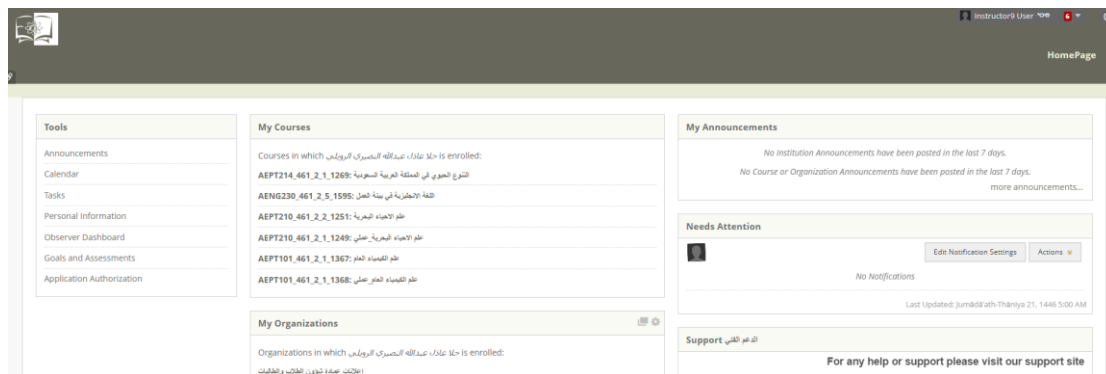 Instructor9 User 6
HomePage
Tools
Announcements
Calendar
Tasks
Personal Information
Observer Dashboard
Goals and Assessments
Application Authorization
My Courses
Courses in which حلا عادل عبدالله النصيري الرويلي is enrolled:
AEPT214_461_2_1_1269: التنوع الحيوي في المملكة العربية السعودية
AENG230_461_2_5_1595: اللغة الانجليزية في بيئة العمل
AEPT210_461_2_2_1251: علم الاحياء البحرية
AEPT210_461_2_1_1249: علم الاحياء البحرية_عملي
AEPT101_461_2_1_1367: علم الكيمياء العام
AEPT101_461_2_1_1368: علم الكيمياء العام_عملي
My Organizations
Organizations in which حلا عادل عبدالله النصيري الرويلي is enrolled:
إعلانات عمادة شؤون الطلاب والطالبات
My Announcements
No Institution Announcements have been posted in the last 7 days.
No Course or Organization Announcements have been posted in the last 7 days.
more announcements...
Needs Attention
Edit Notification Settings Actions
No Notifications
Last Updated: Jumādá'ath-Thāniya 21, 1446 5:00 AM
Support الدعم الفني
For any help or support please visit our support site